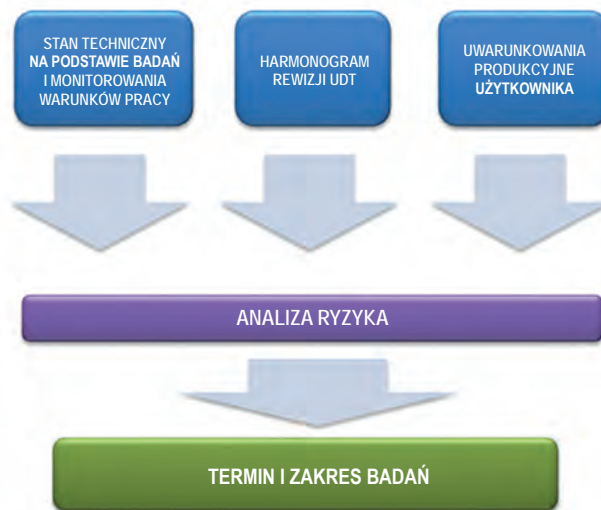 STAN TECHNICZNY
NA PODSTAWIE BADAŃ
I MONITOROWANIA
WARUNKÓW PRACY
HARMONOGRAM
REWIZJI UDT
UWARUNKOWANIA
PRODUKCYJNE
UŻYTKOWNIKA
ANALIZA RYZYKA
TERMIN I ZAKRES BADAŃ